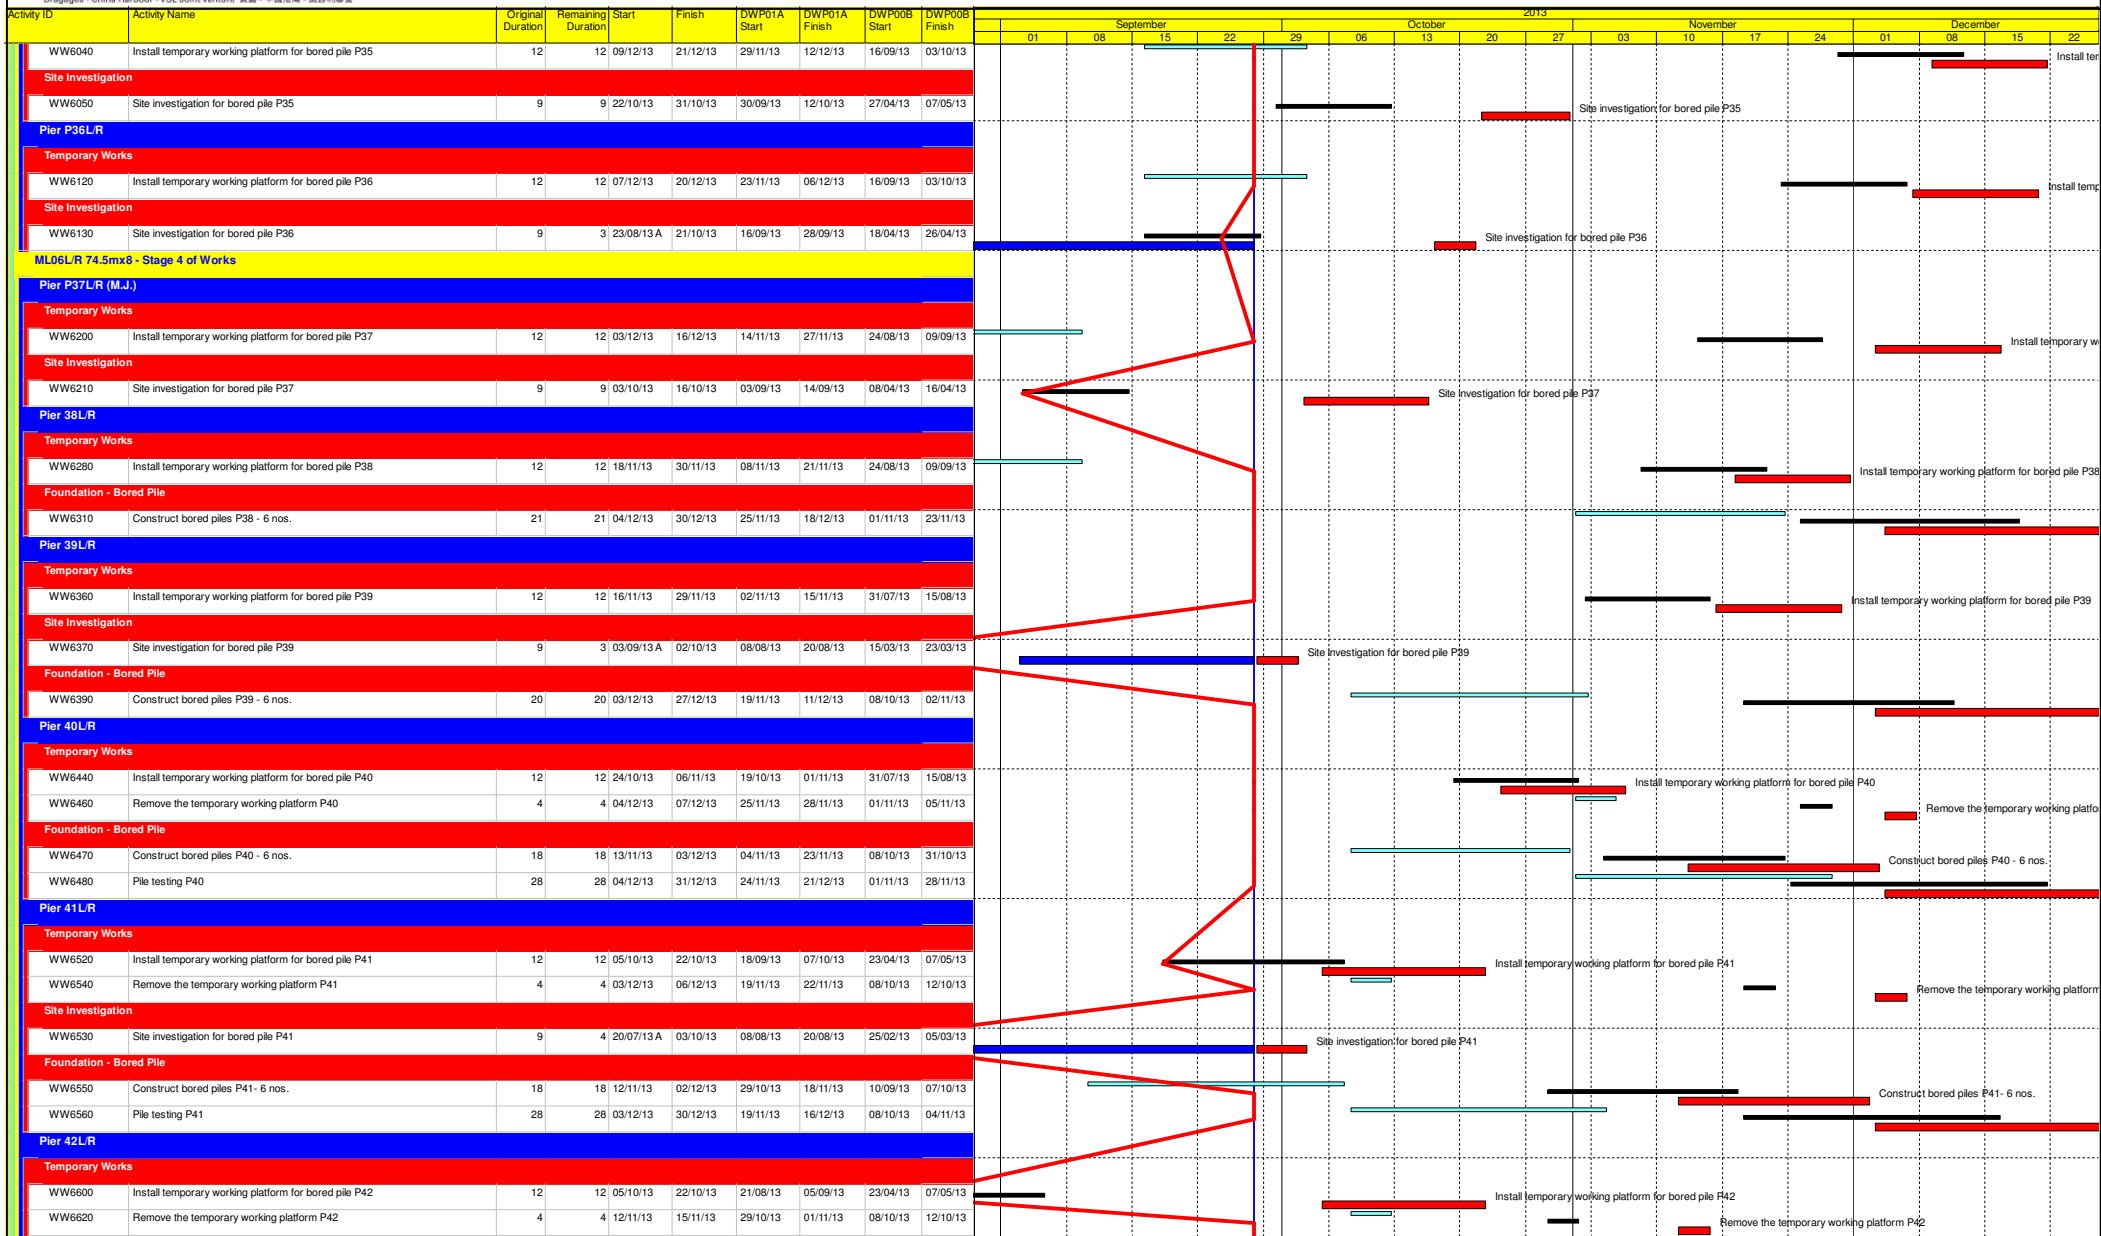 Activity ID Activity Name Original Duration Remaining Duration Start Finish DWP01A Start DWP01A Finish DWP00B Start DWP00B Finish
2013
September October November December
01 08 15 22 29 06 13 20 27 03 10 17 24 01 08 15 22
WW6040 Install temporary working platform for bored pile P35 12 12 09/12/13 21/12/13 29/11/13 12/12/13 16/09/13 03/10/13
Site Investigation
WW6050 Site investigation for bored pile P35 9 9 22/10/13 31/10/13 30/09/13 12/10/13 27/04/13 07/05/13 Site investigation for bored pile P35
Pier P36L/R
Temporary Works
WW6120 Install temporary working platform for bored pile P36 12 12 07/12/13 20/12/13 23/11/13 06/12/13 16/09/13 03/10/13 Install temp
Site Investigation
WW6130 Site investigation for bored pile P36 9 3 23/08/13 A 21/10/13 16/09/13 28/09/13 18/04/13 26/04/13 Site investigation for bored pile P36
ML06L/R 74.5mx8 - Stage 4 of Works
Pier P37L/R (M.J.)
Temporary Works
WW6200 Install temporary working platform for bored pile P37 12 12 03/12/13 16/12/13 14/11/13 27/11/13 24/08/13 09/09/13 Install temporary w
Site Investigation
WW6210 Site investigation for bored pile P37 9 9 03/10/13 16/10/13 03/09/13 14/09/13 08/04/13 16/04/13 Site investigation for bored pile P37
Pier 38L/R
Temporary Works
WW6280 Install temporary working platform for bored pile P38 12 12 18/11/13 30/11/13 08/11/13 21/11/13 24/08/13 09/09/13 Install temporary working platform for bored pile P38
Foundation - Bored Pile
WW6310 Construct bored piles P38 - 6 nos. 21 21 04/12/13 30/12/13 25/11/13 18/12/13 01/11/13 23/11/13
Pier 39L/R
Temporary Works
WW6360 Install temporary working platform for bored pile P39 12 12 16/11/13 29/11/13 02/11/13 15/11/13 31/07/13 15/08/13 Install temporary working platform for bored pile P39
Site Investigation
WW6370 Site investigation for bored pile P39 9 3 03/09/13 A 02/10/13 08/08/13 20/08/13 15/03/13 23/03/13 Site investigation for bored pile P39
Foundation - Bored Pile
WW6390 Construct bored piles P39 - 6 nos. 20 20 03/12/13 27/12/13 19/11/13 11/12/13 08/10/13 02/11/13
Pier 40L/R
Temporary Works
WW6440 Install temporary working platform for bored pile P40 12 12 24/10/13 06/11/13 19/10/13 01/11/13 31/07/13 15/08/13 Install temporary working platform for bored pile P40
WW6460 Remove the temporary working platform P40 4 4 04/12/13 07/12/13 25/11/13 28/11/13 01/11/13 05/11/13 Remove the temporary working platfo
Foundation - Bored Pile
WW6470 Construct bored piles P40 - 6 nos. 18 18 13/11/13 03/12/13 04/11/13 23/11/13 08/10/13 31/10/13 Construct bored piles P40 - 6 nos.
WW6480 Pile testing P40 28 28 04/12/13 31/12/13 24/11/13 21/12/13 01/11/13 28/11/13
Pier 41L/R
Temporary Works
WW6520 Install temporary working platform for bored pile P41 12 12 05/10/13 22/10/13 18/09/13 07/10/13 23/04/13 07/05/13 Install temporary working platform for bored pile P41
WW6540 Remove the temporary working platform P41 4 4 03/12/13 06/12/13 19/11/13 22/11/13 08/10/13 12/10/13 Remove the temporary working platform
Site Investigation
WW6530 Site investigation for bored pile P41 9 4 20/07/13 A 03/10/13 08/08/13 20/08/13 25/02/13 05/03/13 Site investigation for bored pile P41
Foundation - Bored Pile
WW6550 Construct bored piles P41- 6 nos. 18 18 12/11/13 02/12/13 29/10/13 18/11/13 10/09/13 07/10/13 Construct bored piles P41- 6 nos.
WW6560 Pile testing P41 28 28 03/12/13 30/12/13 19/11/13 16/12/13 08/10/13 04/11/13
Pier 42L/R
Temporary Works
WW6600 Install temporary working platform for bored pile P42 12 12 05/10/13 22/10/13 21/08/13 05/09/13 23/04/13 07/05/13 Install temporary working platform for bored pile P42
WW6620 Remove the temporary working platform P42 4 4 12/11/13 15/11/13 29/10/13 01/11/13 08/10/13 12/10/13 Remove the temporary working platform P42